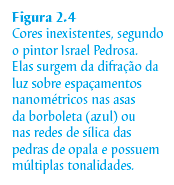 Figura 2.4
Cores inexistentes, segundo
o pintor Israel Pedrosa.
Elas surgem da difração da
luz sobre espaçamentos
nanométricos nas asas
da borboleta (azul) ou
nas redes de sílica das
pedras de opala e possuem
múltiplas tonalidades.